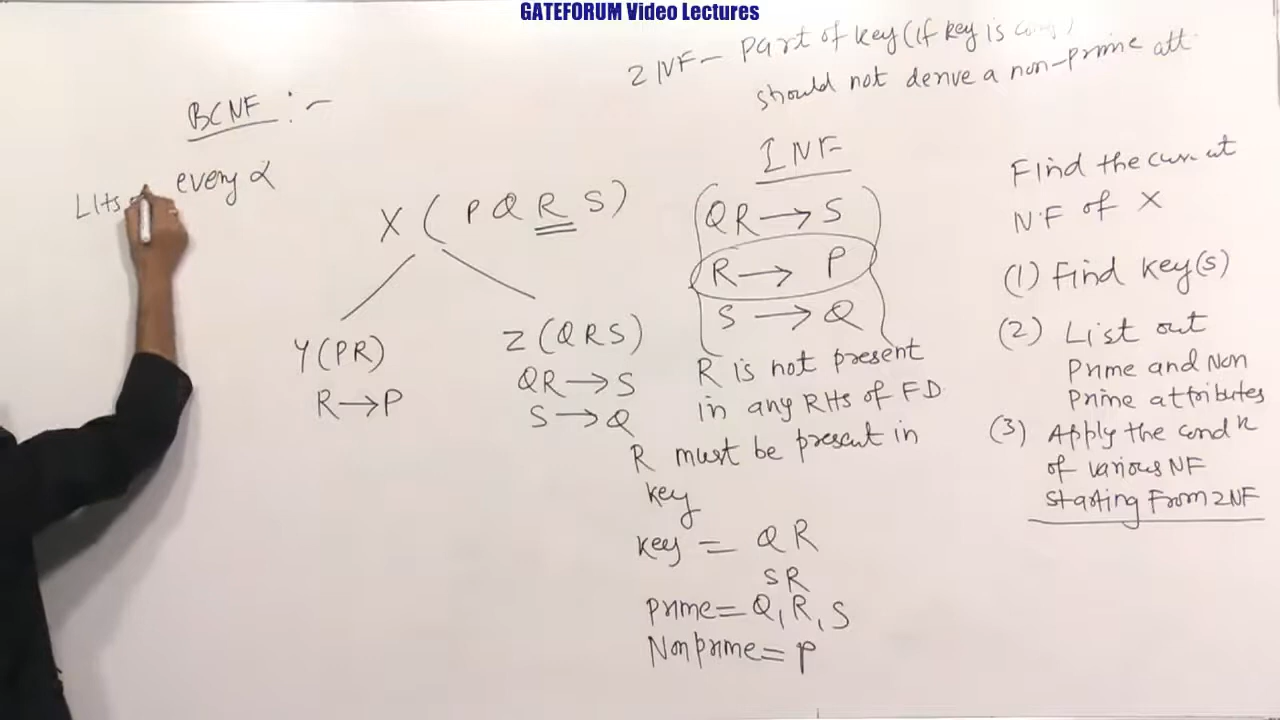 GATEFORUM Video Lectures
2NF - Part of key (if key is
should not derive a non-prime att
BCNF :-
LHS every α
X ( P Q R S )
Y (PR)
R → P
Z (QRS)
QR → S
S → Q
1NF
QR → S
R → P
S → Q
R is not present
in any RHS of FD.
R must be present in
key
key = QR
SR
Prime = Q, R, S
Nonprime = P
Find the current
NF of X
(1) Find key(s)
(2) List out
Prime and Non
Prime attributes
(3) Apply the condn
of various NF
starting From 2NF